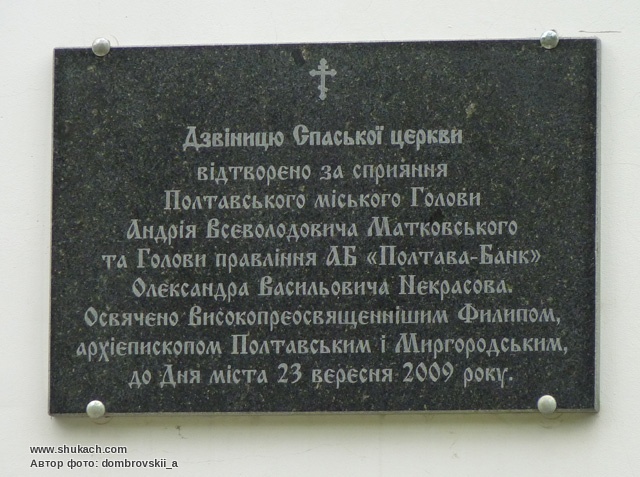 Дзвіницю Спаської церкви
відтворено за сприяння
Полтавського міського Голови
Андрія Всеволодовича Матковського
та Голови правління АБ «Полтава-Банк»
Олександра Васильовича Некрасова.
Освячено Високопреосвященнішим Филипом,
архієпископом Полтавським і Миргородським,
до Дня міста 23 вересня 2009 року.
www.shukach.com
Автор фото: dombrovskii_a